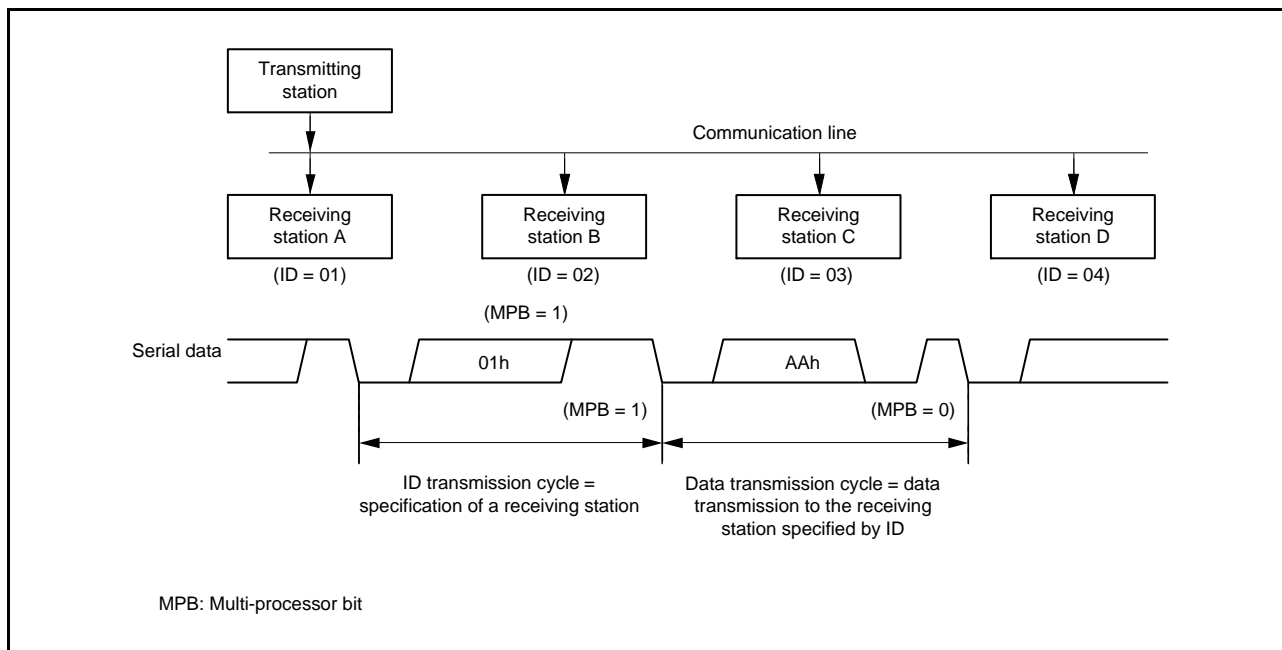 Transmitting
station
Communication line
Receiving
station A
Receiving
station B
Receiving
station C
Receiving
station D
(ID = 01)
(ID = 02)
(ID = 03)
(ID = 04)
(MPB = 1)
Serial data
01h
AAh
(MPB = 1)
(MPB = 0)
ID transmission cycle =
specification of a receiving station
Data transmission cycle = data
transmission to the receiving
station specified by ID
MPB: Multi-processor bit